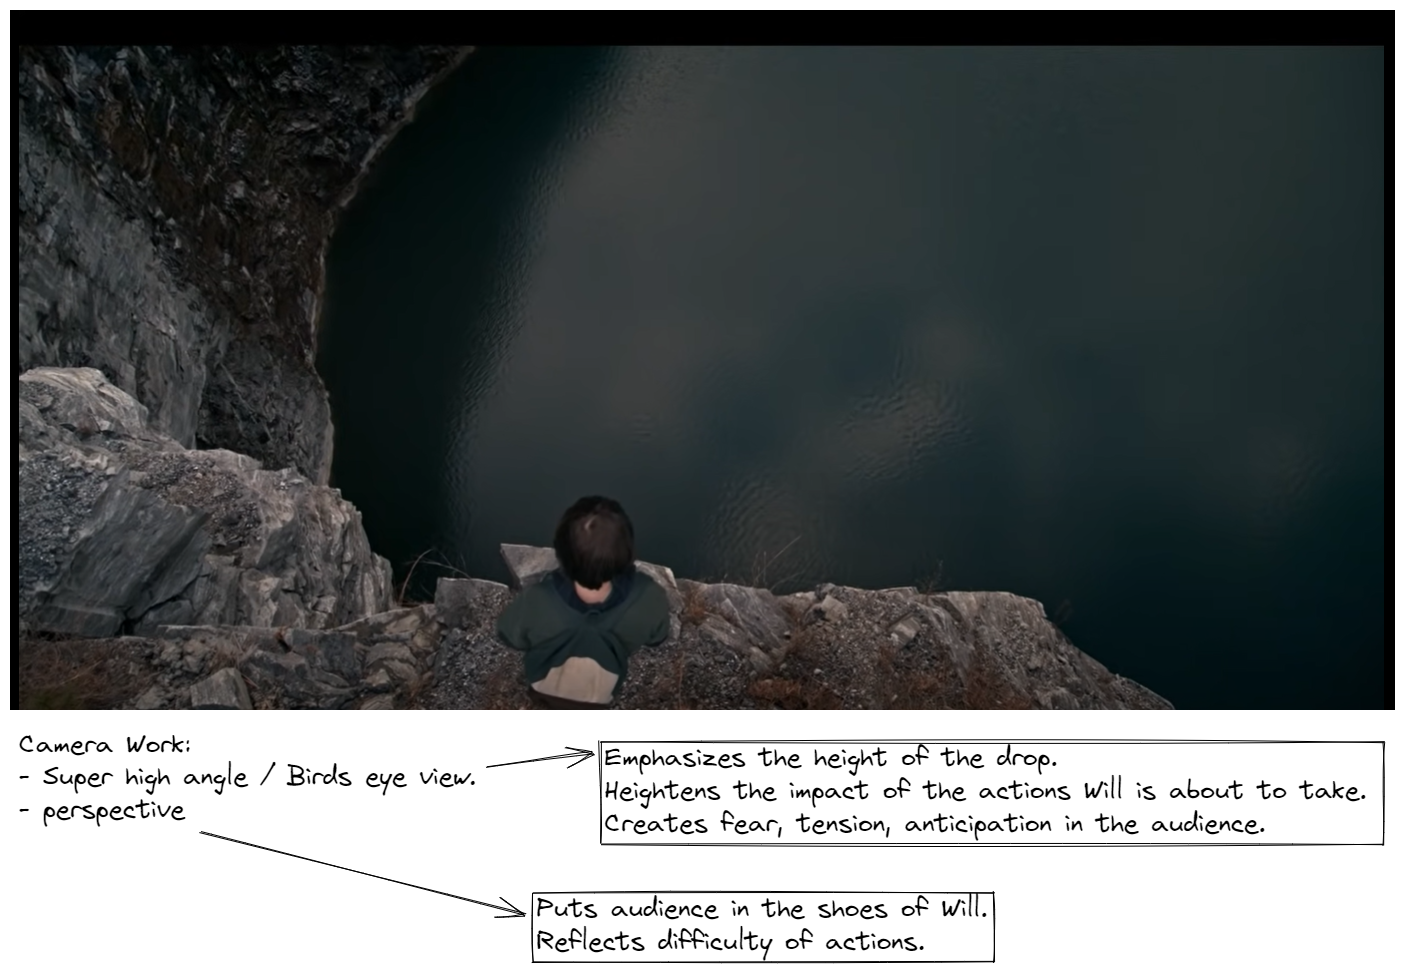 Camera Work:
- Super high angle / Birds eye view.
- perspective
Emphasizes the height of the drop.
Heightens the impact of the actions Will is about to take.
Creates fear, tension, anticipation in the audience.
Puts audience in the shoes of Will.
Reflects difficulty of actions.